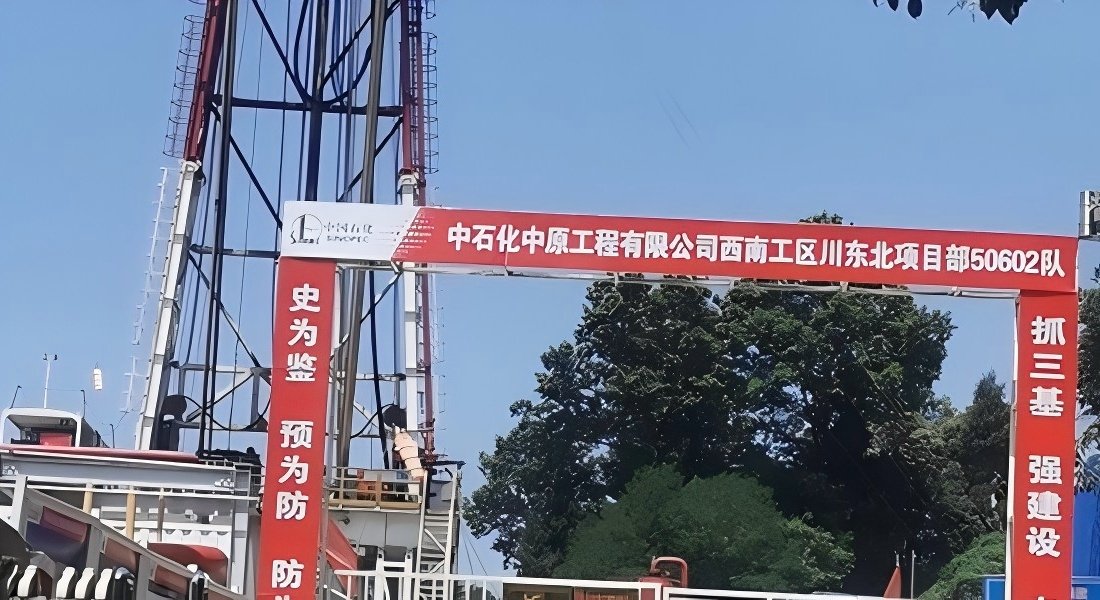 中国石化
SINOPEC
中石化中原工程有限公司西南工区川东北项目部50602队
史为鉴 预为防 防
抓三基 强建设